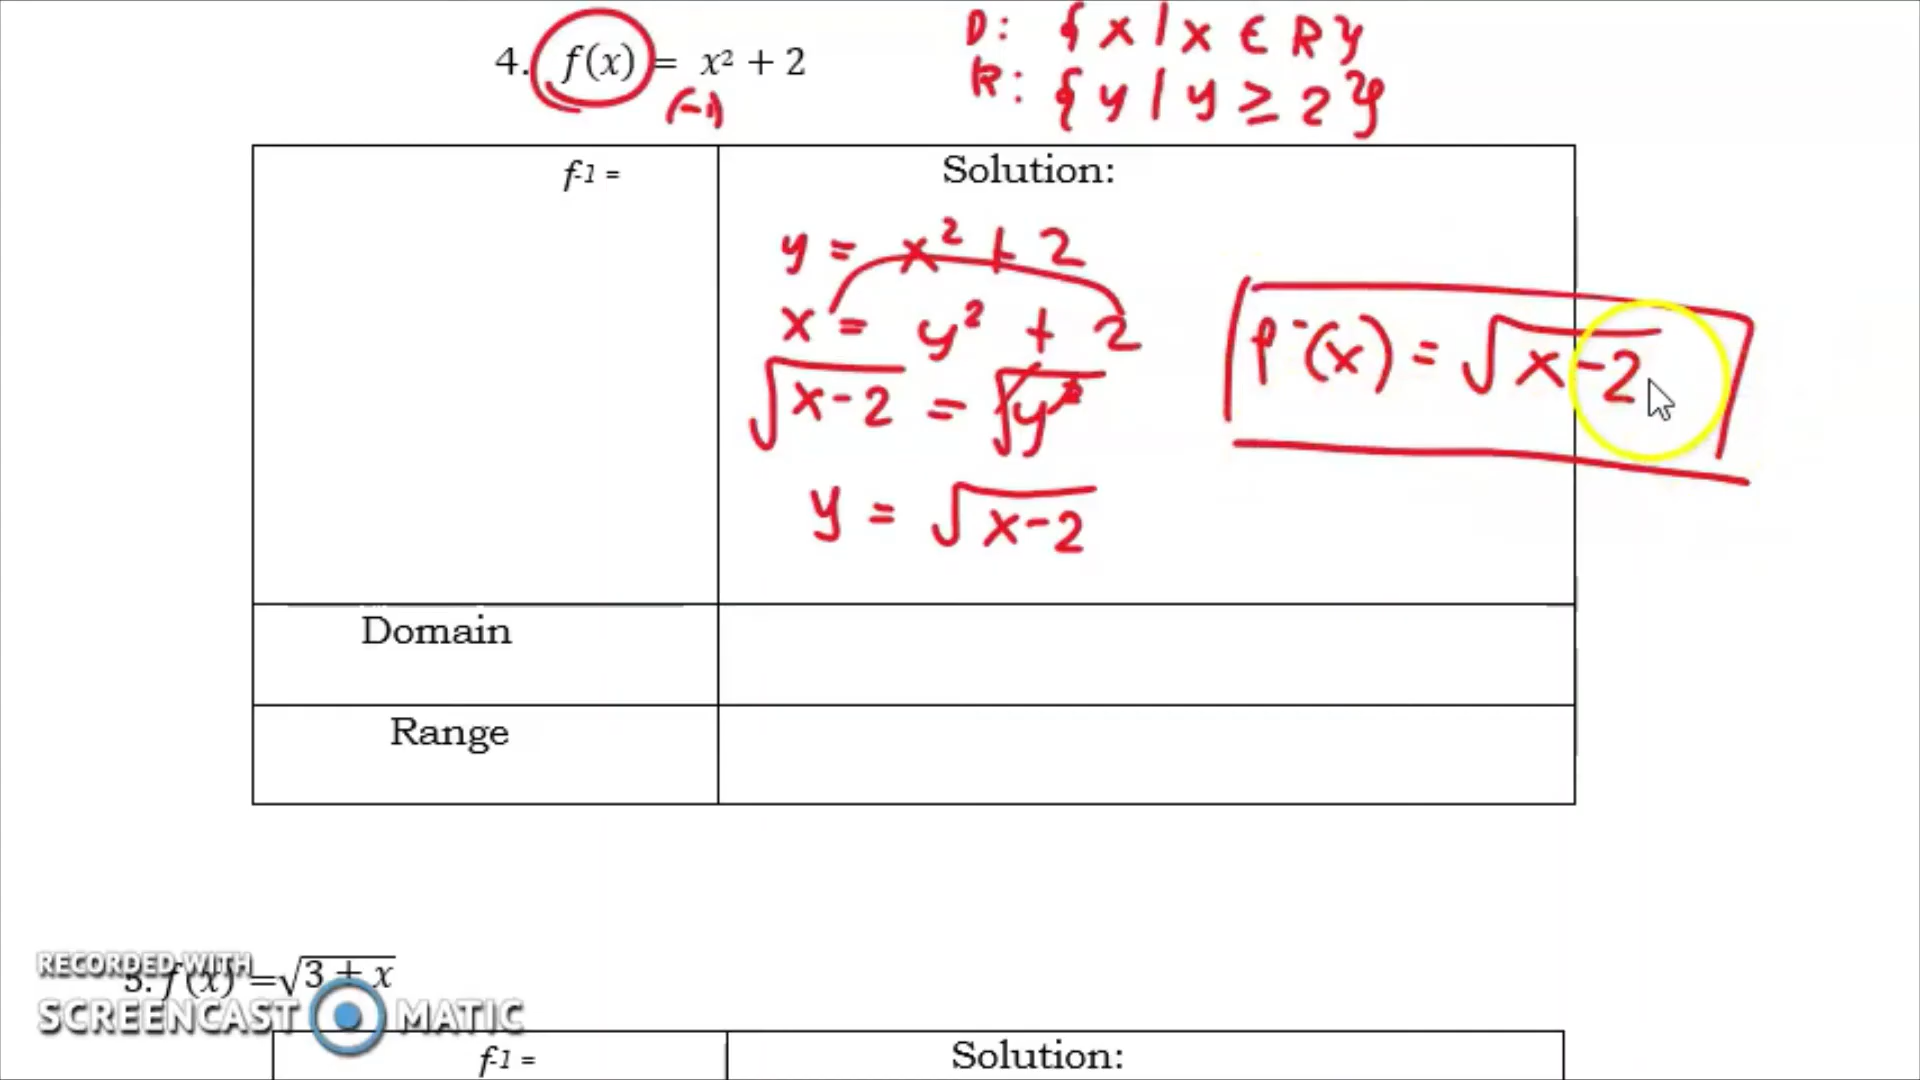 D: { x | x ∈ R }
4. f(x) = x² + 2
R: { y | y ≥ 2 }
(-1)
f-1 =
Solution:
y = x² + 2
x = y² + 2
√x-2 = √y²
y = √x-2
f⁻(x) = √x-2
Domain
Range
RECORDED WITH
5. f(x) = √3 + x
SCREENCAST MATIC
f-1 =
Solution: